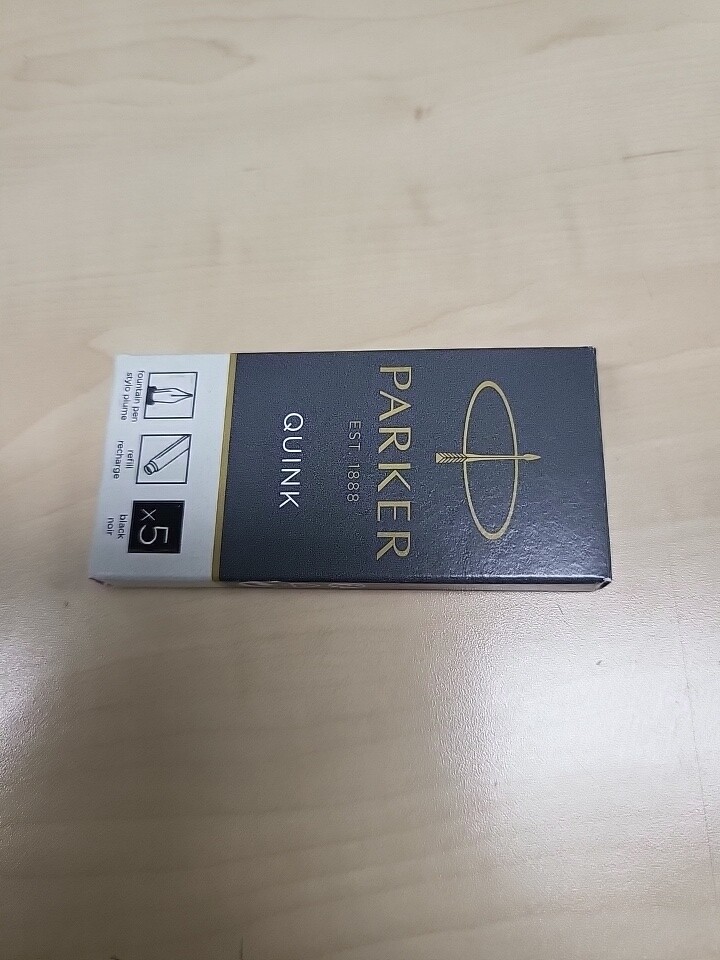 PARKER
EST. 1888
QUINK
fountain pen
stylo plume
refill
recharge
x5
black
noir